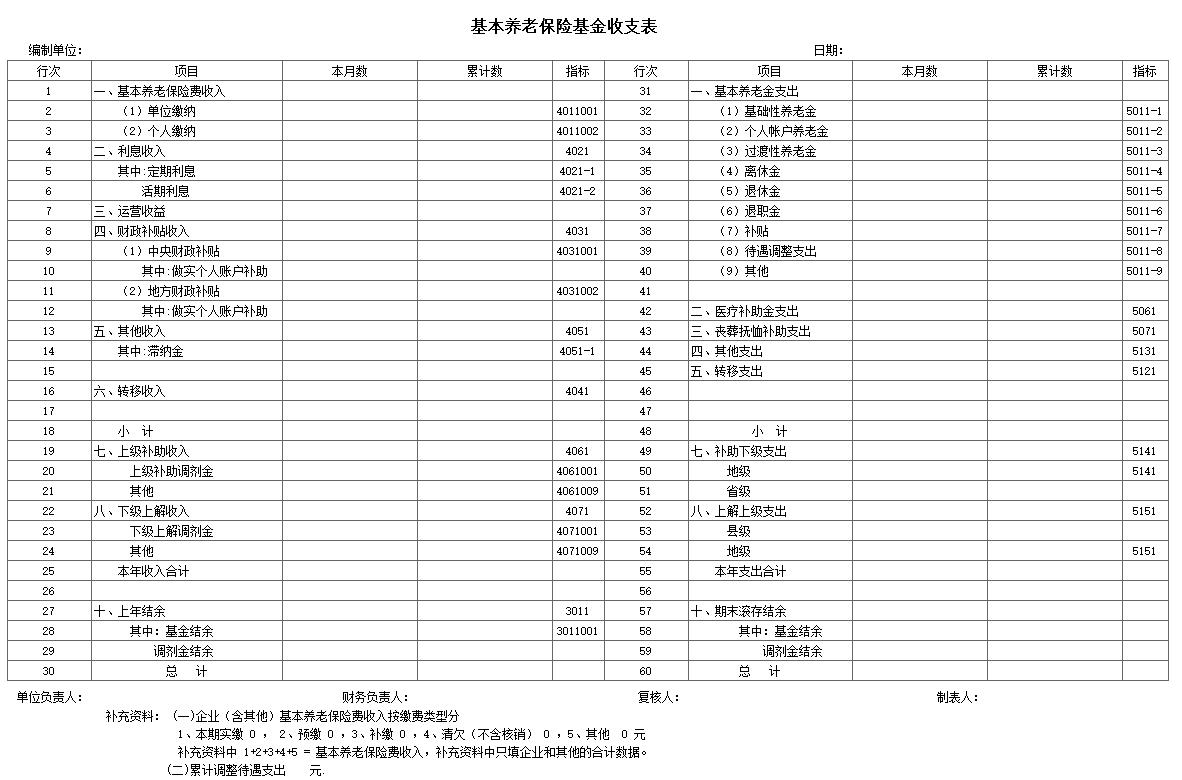 基本养老保险基金收支表
编制单位: 日期:
行次 项目 本月数 累计数 指标 行次 项目 本月数 累计数 指标
1 一、基本养老保险费收入 31 一、基本养老金支出
2 （1）单位缴纳 4011001 32 （1）基础性养老金 5011-1
3 （2）个人缴纳 4011002 33 （2）个人帐户养老金 5011-2
4 二、利息收入 4021 34 （3）过渡性养老金 5011-3
5 其中:定期利息 4021-1 35 （4）离休金 5011-4
6 活期利息 4021-2 36 （5）退休金 5011-5
7 三、运营收益 37 （6）退职金 5011-6
8 四、财政补贴收入 4031 38 （7）补贴 5011-7
9 （1）中央财政补贴 4031001 39 （8）待遇调整支出 5011-8
10 其中:做实个人账户补助 40 （9）其他 5011-9
11 （2）地方财政补贴 4031002 41
12 其中:做实个人账户补助 42 二、医疗补助金支出 5061
13 五、其他收入 4051 43 三、丧葬抚恤补助支出 5071
14 其中:滞纳金 4051-1 44 四、其他支出 5131
15 45 五、转移支出 5121
16 六、转移收入 4041 46
17 47
18 小 计 48 小 计
19 七、上级补助收入 4061 49 七、补助下级支出 5141
20 上级补助调剂金 4061001 50 地级 5141
21 其他 4061009 51 省级
22 八、下级上解收入 4071 52 八、上解上级支出 5151
23 下级上解调剂金 4071001 53 县级
24 其他 4071009 54 地级 5151
25 本年收入合计 55 本年支出合计
26 56
27 十、上年结余 3011 57 十、期末滚存结余
28 其中: 基金结余 3011001 58 其中: 基金结余
29 调剂金结余 59 调剂金结余
30 总 计 60 总 计
单位负责人: 财务负责人: 复核人: 制表人:
补充资料: (一)企业（含其他）基本养老保险费收入按缴费类型分
1、本期实缴 0 ， 2、预缴 0 ，3、补缴 0 ，4、清欠（不含核销） 0 ，5、其他 0 元
补充资料中 1+2+3+4+5 = 基本养老保险费收入，补充资料中只填企业和其他的合计数据。
(二)累计调整待遇支出 元.